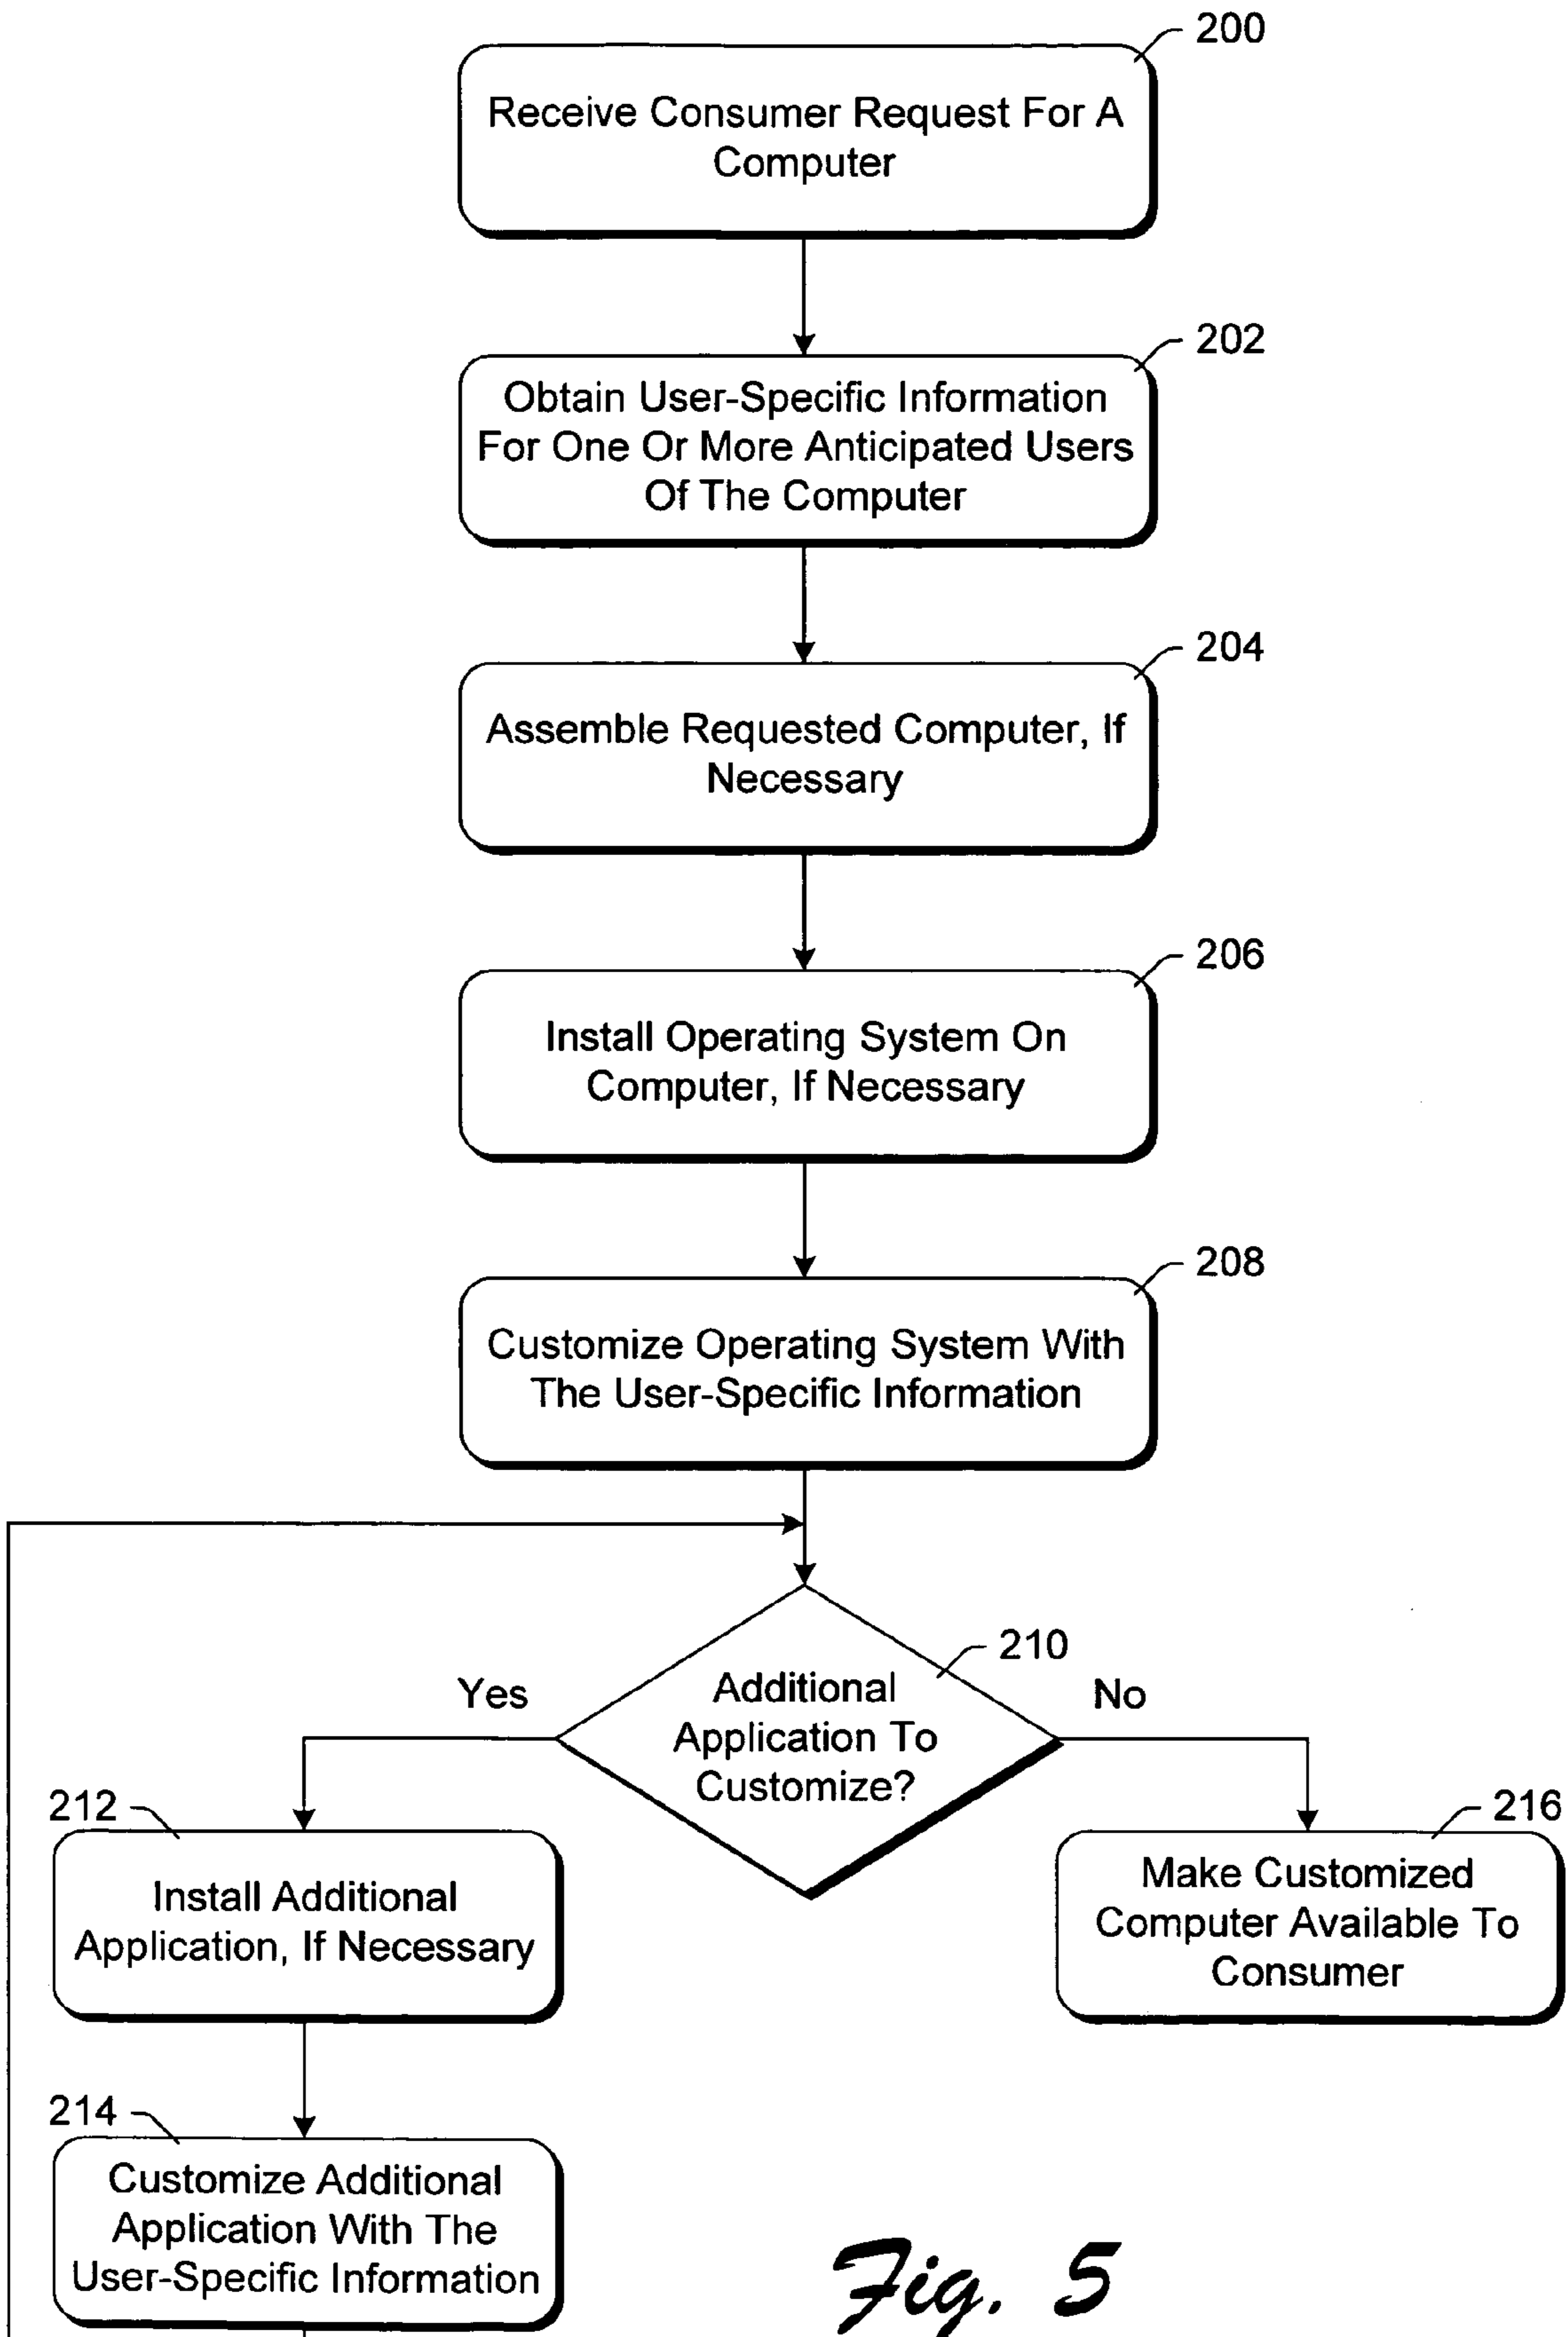 200
Receive Consumer Request For A
Computer
202
Obtain User-Specific Information
For One Or More Anticipated Users
Of The Computer
204
Assemble Requested Computer, If
Necessary
206
Install Operating System On
Computer, If Necessary
208
Customize Operating System With
The User-Specific Information
210
Additional
Application To
Customize?
Yes
No
212
Install Additional
Application, If Necessary
216
Make Customized
Computer Available To
Consumer
214
Customize Additional
Application With The
User-Specific Information
Fig. 5